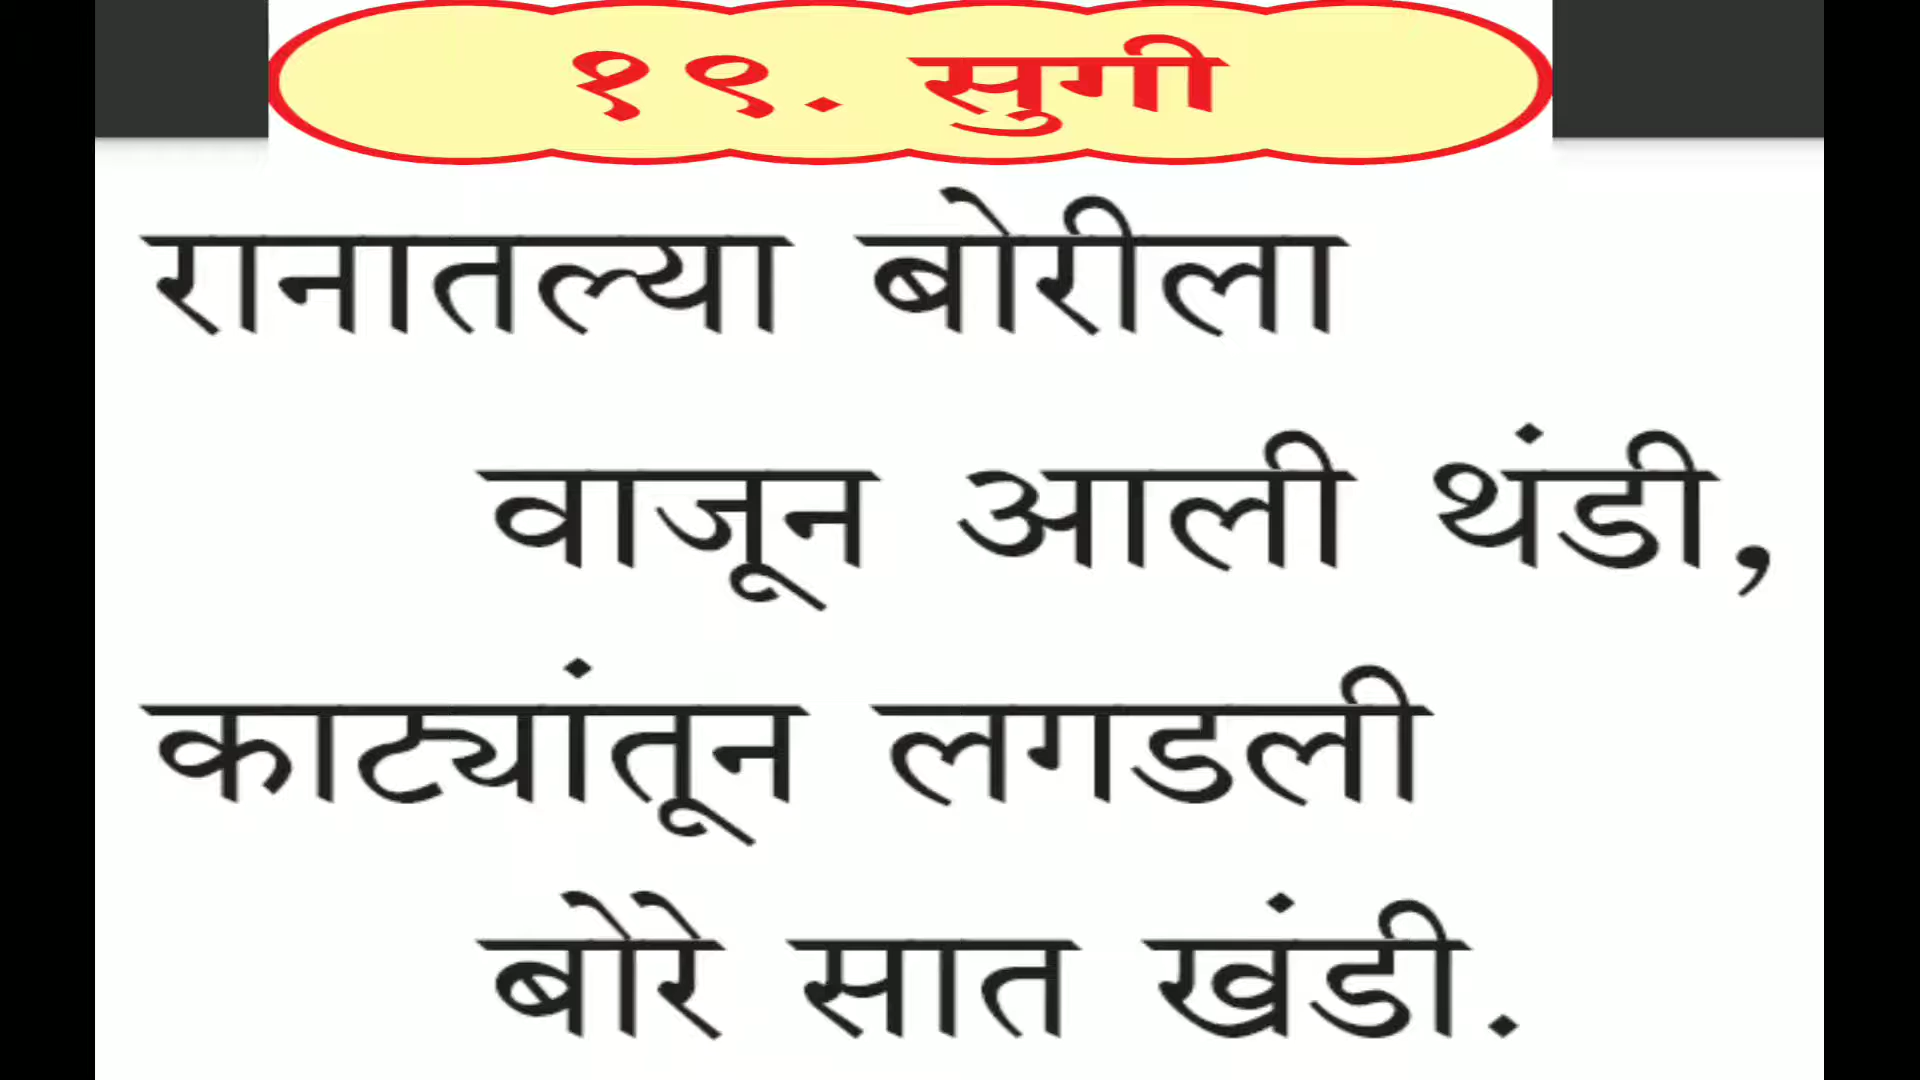 १९. सुगी
रानातल्या बोरीला
वाजून आली थंडी,
काट्यांतून लगडली
बोरे सात खंडी.